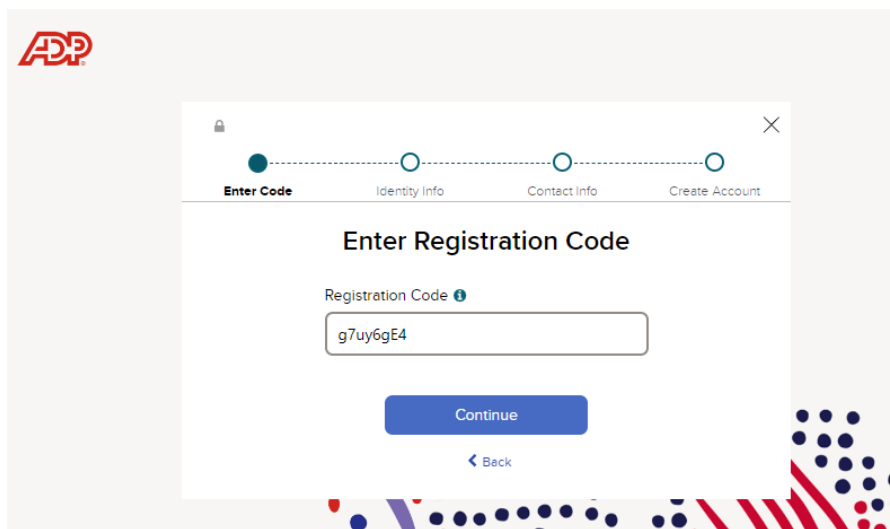 ADP
Enter Code
Identity Info
Contact Info
Create Account
Enter Registration Code
Registration Code
g7uy6gE4
Continue
Back